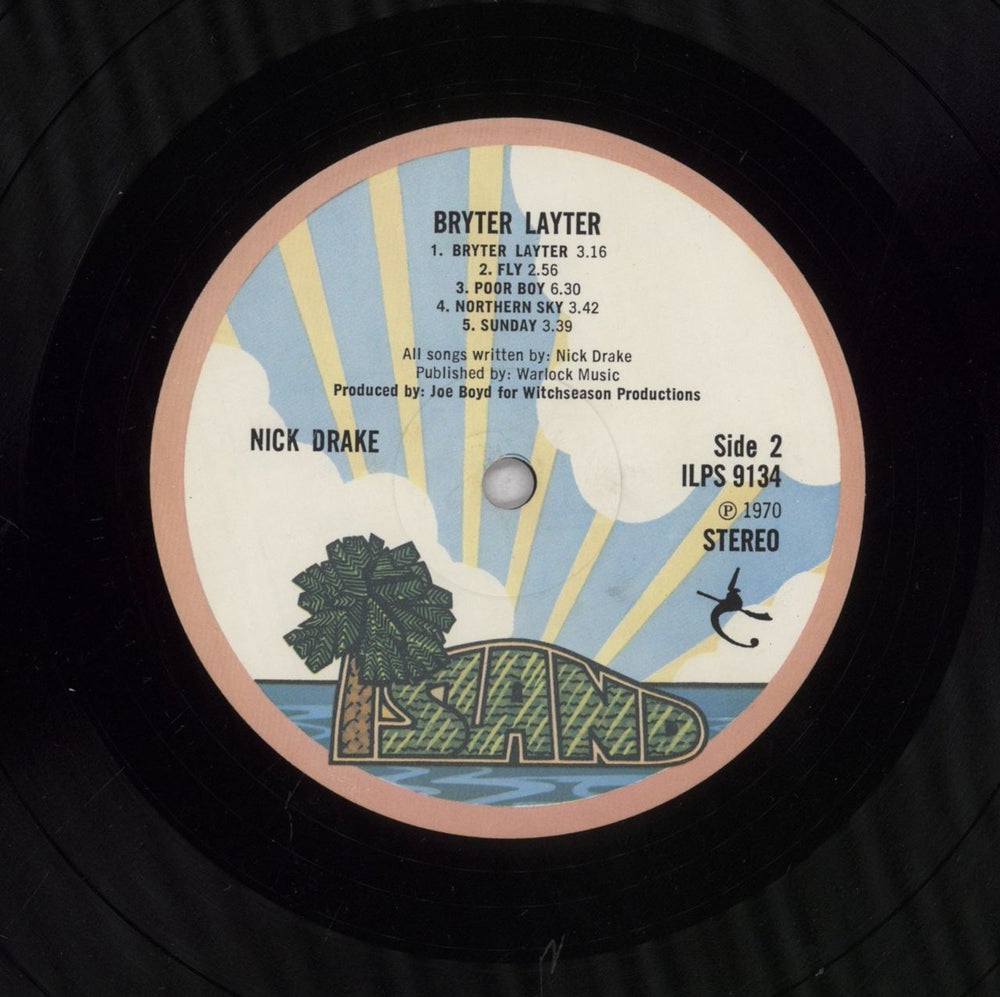 BRYTER LAYTER
1. BRYTER LAYTER 3.16
2. FLY 2.56
3. POOR BOY 6.30
4. NORTHERN SKY 3.42
5. SUNDAY 3.39
All songs written by: Nick Drake
Published by: Warlock Music
Produced by: Joe Boyd for Witchseason Productions
NICK DRAKE
Side 2
ILPS 9134
Ⓟ 1970
STEREO
ISLAND